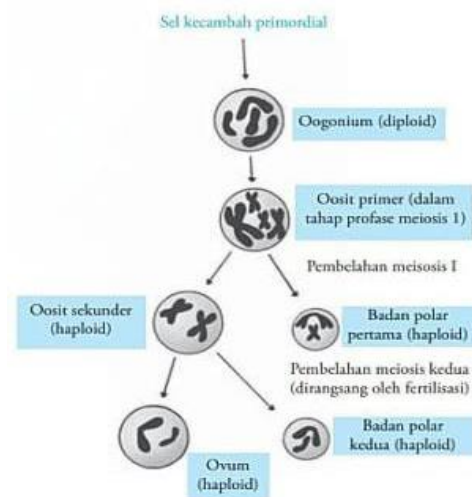 Sel kecambah primordial
Oogonium (diploid)
Oosit primer (dalam
tahap profase meiosis 1)
Pembelahan meisosis I
Oosit sekunder
(haploid)
Badan polar
pertama (haploid)
Pembelahan meiosis kedua
(dirangsang oleh fertilisasi)
Ovum
(haploid)
Badan polar
kedua (haploid)